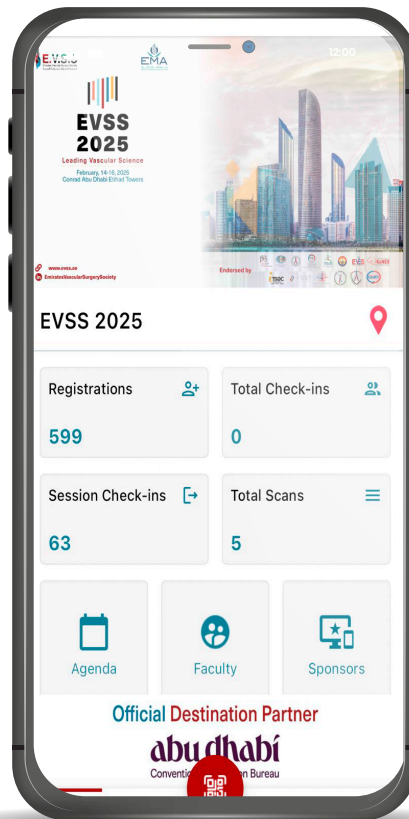 E.V.S.S
EMA
12:00
EVSS
2025
Leading Vascular Science
February, 14-16, 2025
Conrad Abu Dhabi Etihad Towers
www.evss.ae
EmiratesVascularSurgerySociety
Endorsed by
EVSS 2025
Registrations
599
Total Check-ins
0
Session Check-ins
63
Total Scans
5
Agenda
Faculty
Sponsors
Official Destination Partner
abu dhabi
Bureau